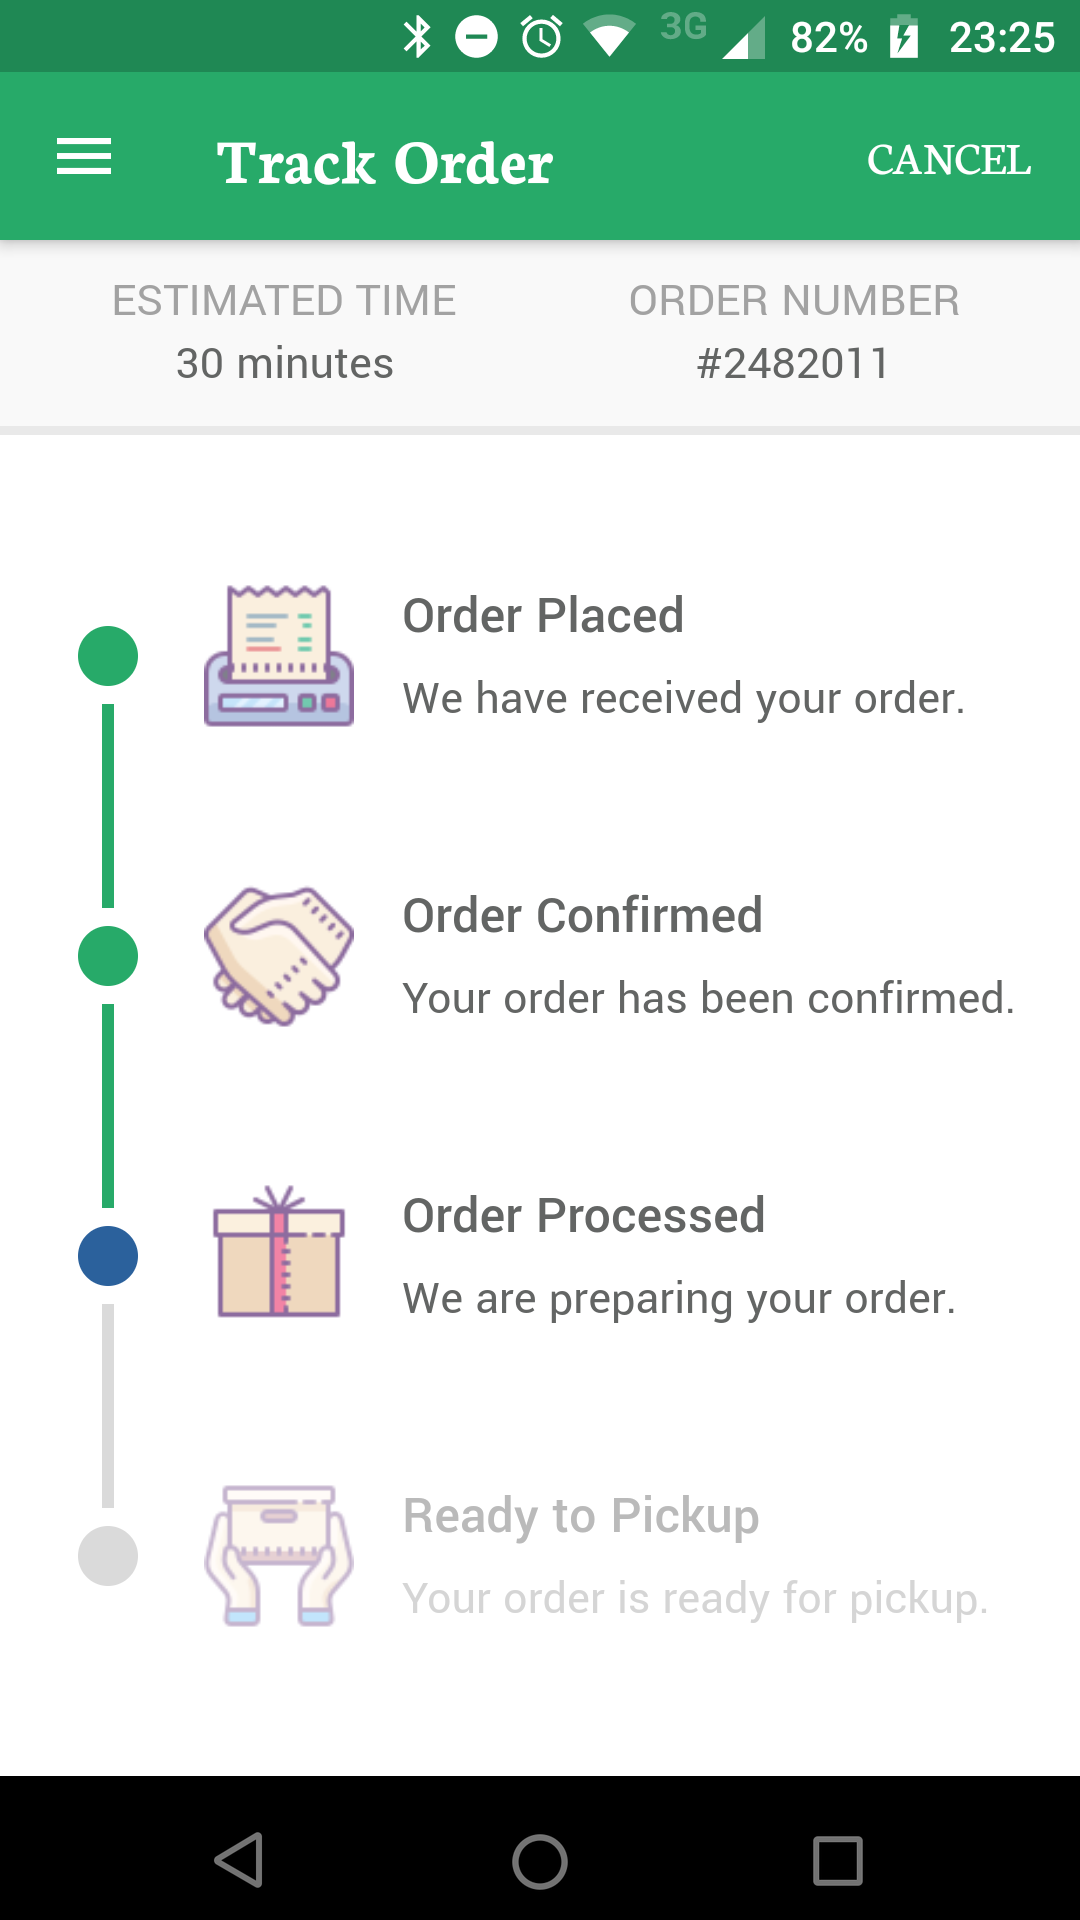 3G 82% 23:25
Track Order CANCEL
ESTIMATED TIME ORDER NUMBER
30 minutes #2482011
Order Placed
We have received your order.
Order Confirmed
Your order has been confirmed.
Order Processed
We are preparing your order.
Ready to Pickup
Your order is ready for pickup.